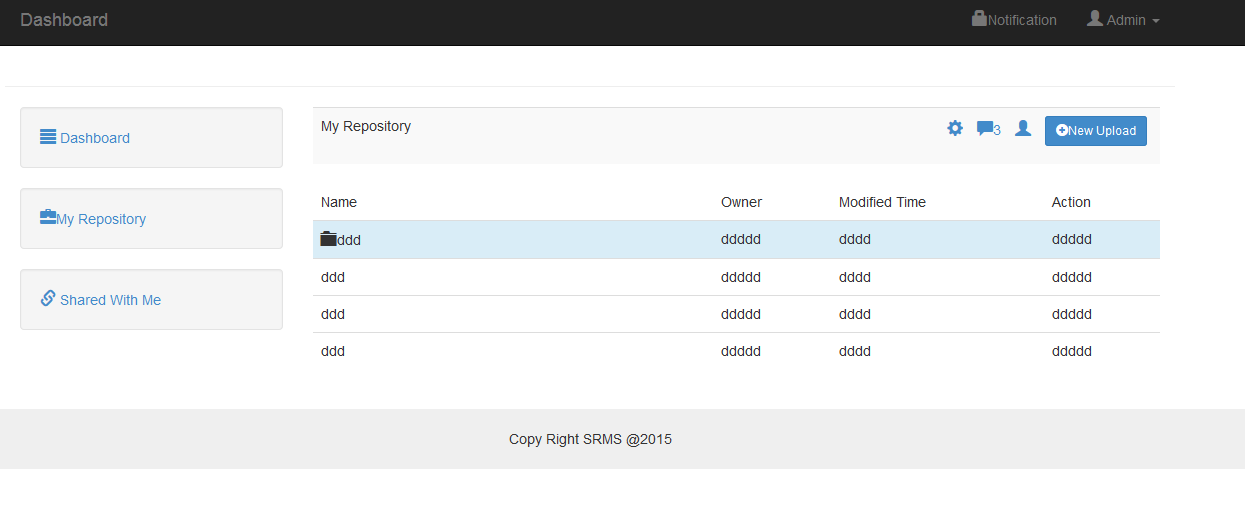 Dashboard Notification Admin
Dashboard
My Repository
Shared With Me
My Repository 3 New Upload
Name Owner Modified Time Action
ddd ddddd dddd ddddd
ddd ddddd dddd ddddd
ddd ddddd dddd ddddd
ddd ddddd dddd ddddd
Copy Right SRMS @2015